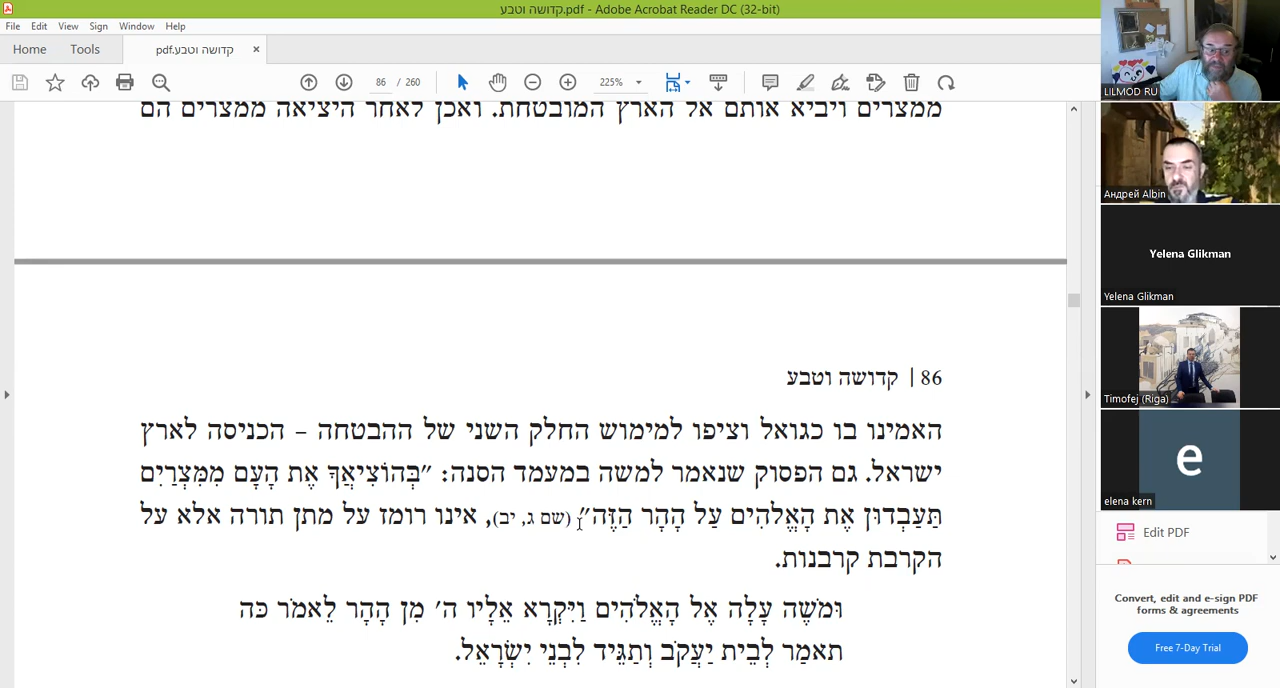 קדושה וטבע.pdf - Adobe Acrobat Reader DC (32-bit)
File Edit View Sign Window Help
Home Tools קדושה וטבע.pdf ×
86 / 260 225%
ממצרים ויביא אותם אל הארץ המובטחת. ואכן לאחר היציאה ממצרים הם
86 | קדושה וטבע
האמינו בו כגואל וציפו למימוש החלק השני של ההבטחה – הכניסה לארץ
ישראל. גם הפסוק שנאמר למשה במעמד הסנה: "בְּהוֹצִיאֲךָ אֶת הָעָם מִמִּצְרַיִם
תַּעַבְדוּן אֶת הָאֱלֹהִים עַל הָהָר הַזֶּה" (שם ג, יב), אינו רומז על מתן תורה אלא על
הקרבת קרבנות.
וּמֹשֶׁה עָלָה אֶל הָאֱלֹהִים וַיִּקְרָא אֵלָיו ה' מִן הָהָר לֵאמֹר כֹּה
תֹאמַר לְבֵית יַעֲקֹב וְתַגֵּיד לִבְנֵי יִשְׂרָאֵל.
LILMOD RU
Андрей Albin
Yelena Glikman
Yelena Glikman
Timofej (Riga)
e
elena kern
Edit PDF
Convert, edit and e-sign PDF
forms & agreements
Free 7-Day Trial